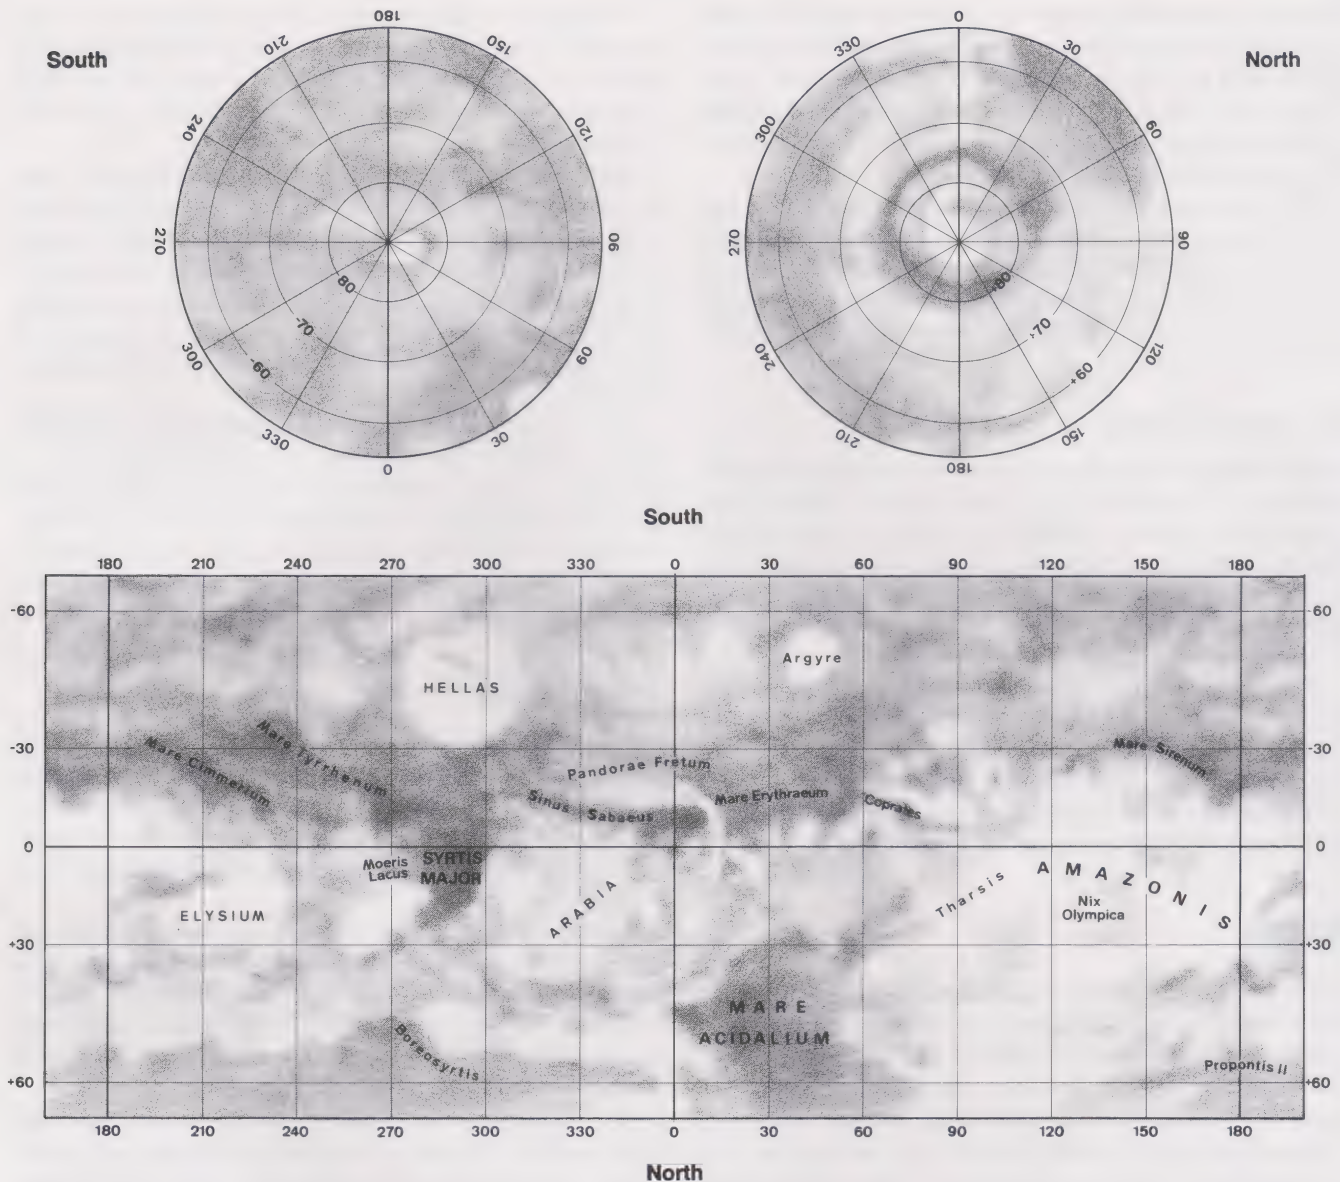 South
180
150
120
90
60
30
0
330
300
270
240
210
80
-70
-60
North
0
30
60
90
120
150
180
210
240
270
300
330
+80
+70
+60
South
180 210 240 270 300 330 0 30 60 90 120 150 180
-60 -60
Argyre
HELLAS
-30 -30
Mare Tyrrhenum
Mare Cimmerium
Mare Sirenum
Pandorae Fretum
Sinus Sabaeus
Mare Erythraeum
Coprates
0 0
Moeris
Lacus
SYRTIS
MAJOR
ELYSIUM
ARABIA
Tharsis
AMAZONIS
Nix
Olympica
+30 +30
MARE
ACIDALIUM
Boreosyrtis
Propontis II
+60 +60
180 210 240 270 300 330 0 30 60 90 120 150 180
North